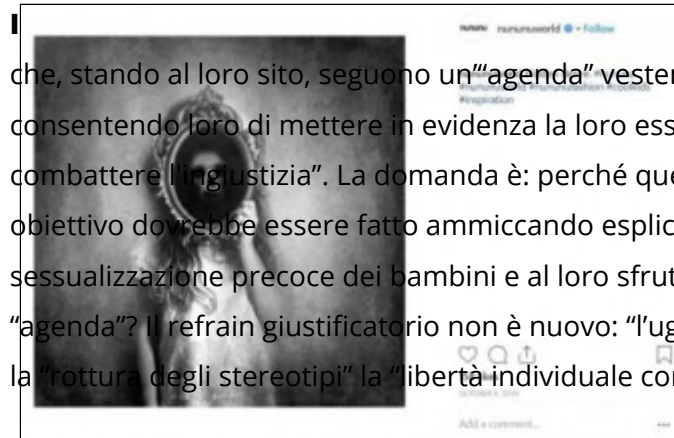 nununu nununuworld • Follow
che, stando al loro sito, seguono un'“agenda” vester
#inspiration
consentendo loro di mettere in evidenza la loro ess
combattere l'ingiustizia”. La domanda è: perché que
obiettivo dovrebbe essere fatto ammiccando esplic
sessualizzazione precoce dei bambini e al loro sfrut
“agenda”? Il refrain giustificatorio non è nuovo: “l'ug
la “rottura degli stereotipi” la “libertà individuale co
Add a comment...